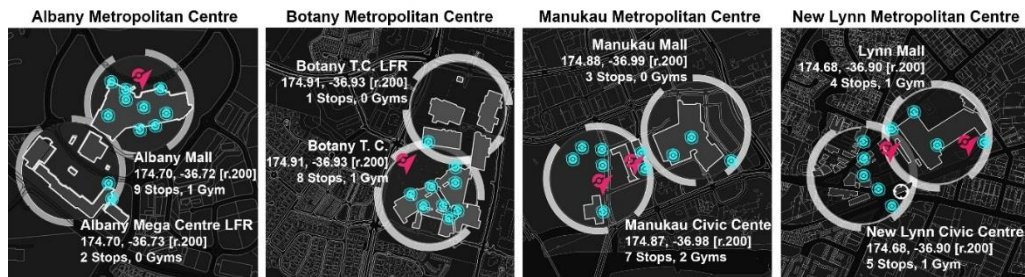 Albany Metropolitan Centre
Albany Mall
174.70, -36.72 [r.200]
9 Stops, 1 Gym
Albany Mega Centre LFR
174.70, -36.73 [r.200]
2 Stops, 0 Gyms
Botany Metropolitan Centre
Botany T.C. LFR
174.91, -36.93 [r.200]
1 Stops, 0 Gyms
Botany T. C.
174.91, -36.93 [r.200]
8 Stops, 1 Gym
Manukau Metropolitan Centre
Manukau Mall
174.88, -36.99 [r.200]
3 Stops, 0 Gyms
Manukau Civic Cente
174.87, -36.98 [r.200]
7 Stops, 2 Gyms
New Lynn Metropolitan Centre
Lynn Mall
174.68, -36.90 [r.200]
4 Stops, 1 Gym
New Lynn Civic Centre
174.68, -36.90 [r.200]
5 Stops, 1 Gym